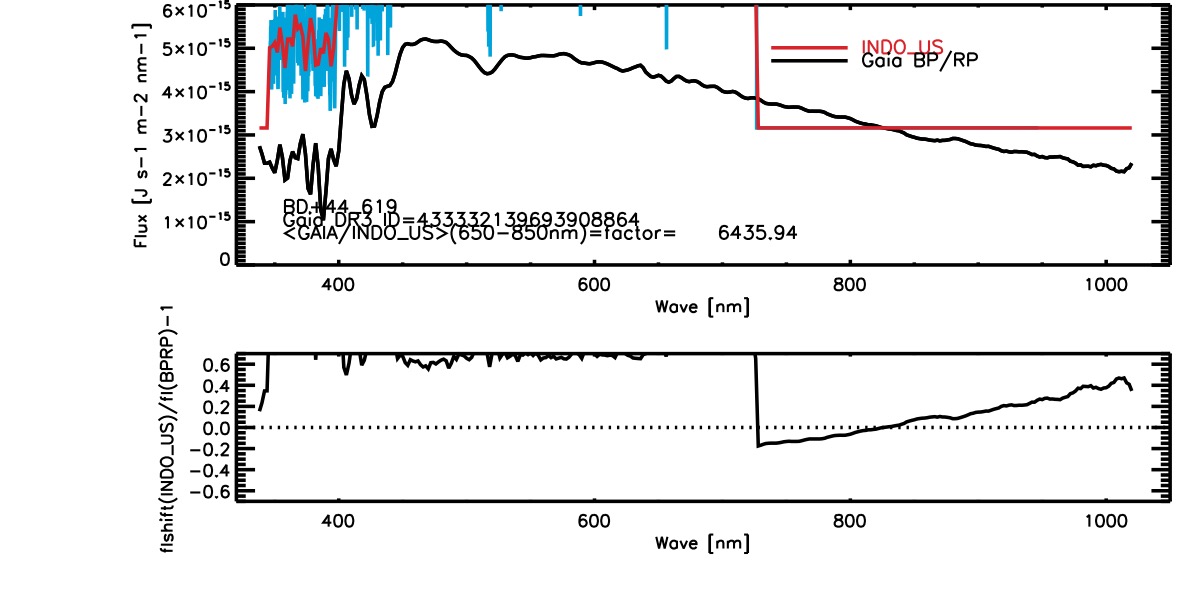 6×10−15
5×10−15
4×10−15
3×10−15
2×10−15
1×10−15
0
Flux [J s−1 m−2 nm−1]
INDO_US
Gaia BP/RP
BD+44_619
Gaia DR3 ID=433332139693908864
<GAIA/INDO_US>(650−850nm)=factor= 6435.94
400 600 800 1000
Wave [nm]
flshift(INDO_US)/fl(BPRP)−1
0.6
0.4
0.2
0.0
−0.2
−0.4
−0.6
400 600 800 1000
Wave [nm]